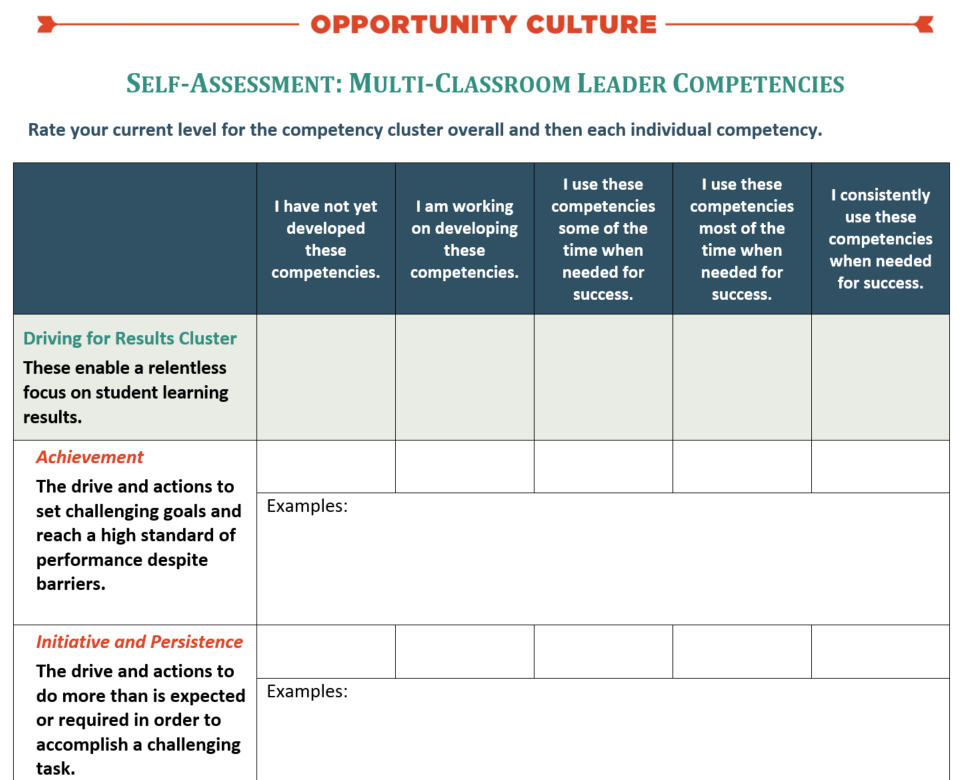 OPPORTUNITY CULTURE
SELF-ASSESSMENT: MULTI-CLASSROOM LEADER COMPETENCIES
Rate your current level for the competency cluster overall and then each individual competency.
I have not yet
developed
these
competencies.
I am working
on developing
these
competencies.
I use these
competencies
some of the
time when
needed for
success.
I use these
competencies
most of the
time when
needed for
success.
I consistently
use these
competencies
when needed
for success.
Driving for Results Cluster
These enable a relentless
focus on student learning
results.
Achievement
The drive and actions to
set challenging goals and
reach a high standard of
performance despite
barriers.
Examples:
Initiative and Persistence
The drive and actions to
do more than is expected
or required in order to
accomplish a challenging
task.
Examples: